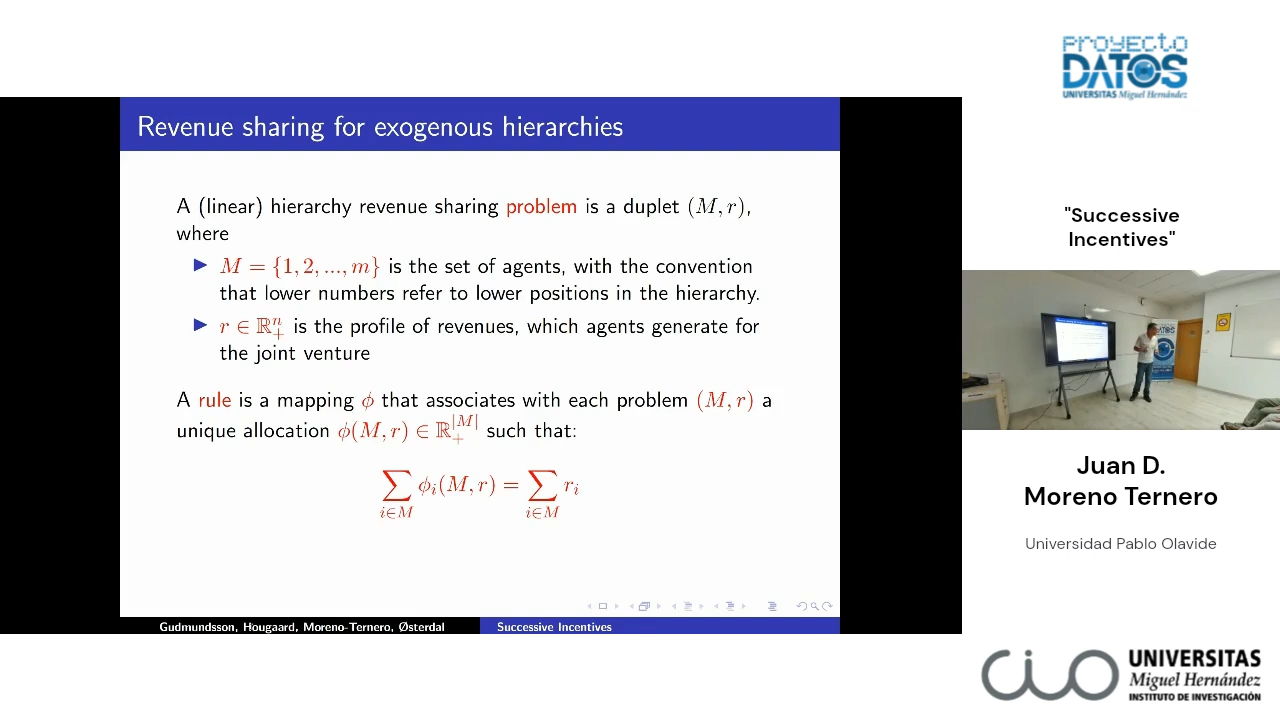 Revenue sharing for exogenous hierarchies
A (linear) hierarchy revenue sharing problem is a duplet (M, r),
where
▶ M = {1, 2, ..., m} is the set of agents, with the convention
that lower numbers refer to lower positions in the hierarchy.
▶ r ∈ ℝ₊ⁿ is the profile of revenues, which agents generate for
the joint venture
A rule is a mapping ϕ that associates with each problem (M, r) a
unique allocation ϕ(M, r) ∈ ℝ₊^|M| such that:
∑_{i∈M} ϕᵢ(M, r) = ∑_{i∈M} rᵢ
Gudmundsson, Hougaard, Moreno-Ternero, Østerdal
Successive Incentives
PROYECTO
DATOS
UNIVERSITAS Miguel Hernández
"Successive
Incentives"
DATOS
Juan D.
Moreno Ternero
Universidad Pablo Olavide
CIO
UNIVERSITAS
Miguel Hernández
INSTITUTO DE INVESTIGACIÓN